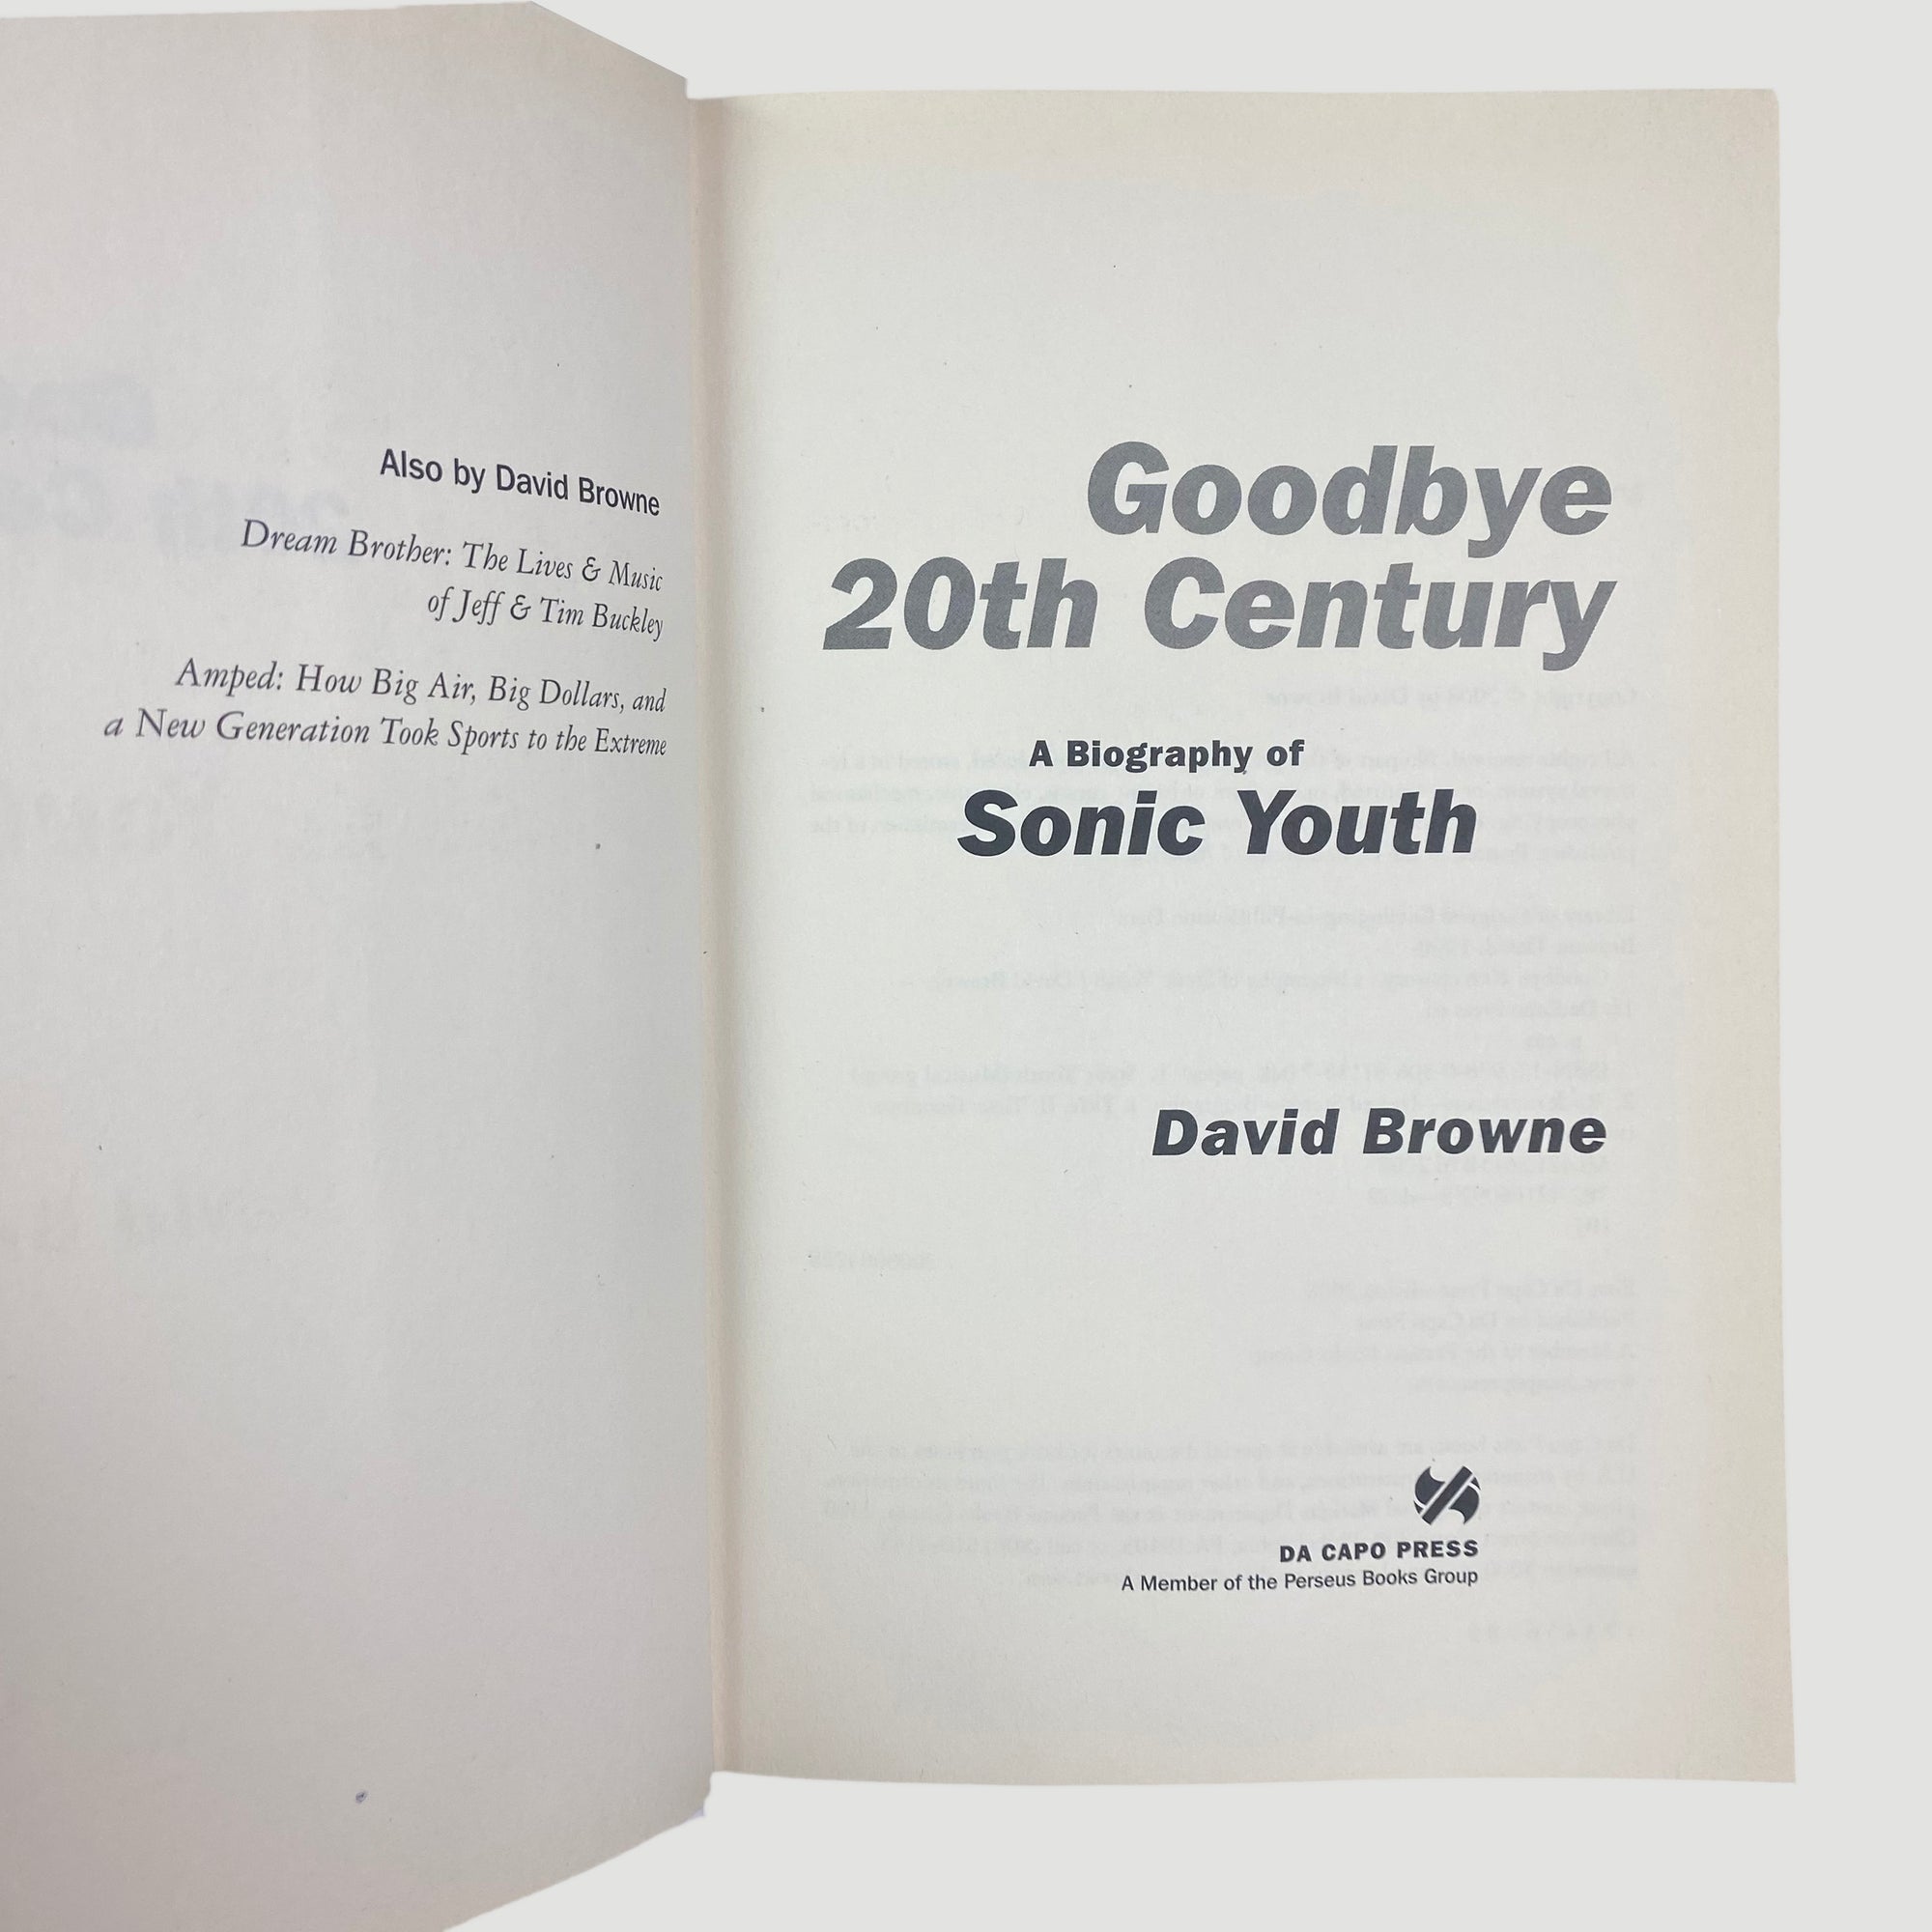 Also by David Browne
Dream Brother: The Lives & Music
of Jeff & Tim Buckley
Amped: How Big Air, Big Dollars, and
a New Generation Took Sports to the Extreme
Goodbye
20th Century
A Biography of
Sonic Youth
David Browne
DA CAPO PRESS
A Member of the Perseus Books Group